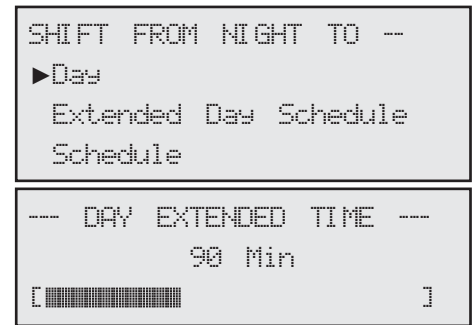 SHIFT FROM NIGHT TO --
►Day
Extended Day Schedule
Schedule
--- DAY EXTENDED TIME ---
90 Min
[ ]